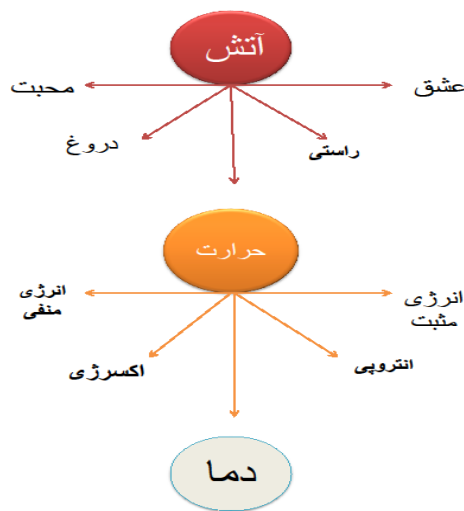 آتش
عشق
محبت
راستی
دروغ
حرارت
انرژی
مثبت
انرژی
منفی
انتروپی
اکسرژی
دما